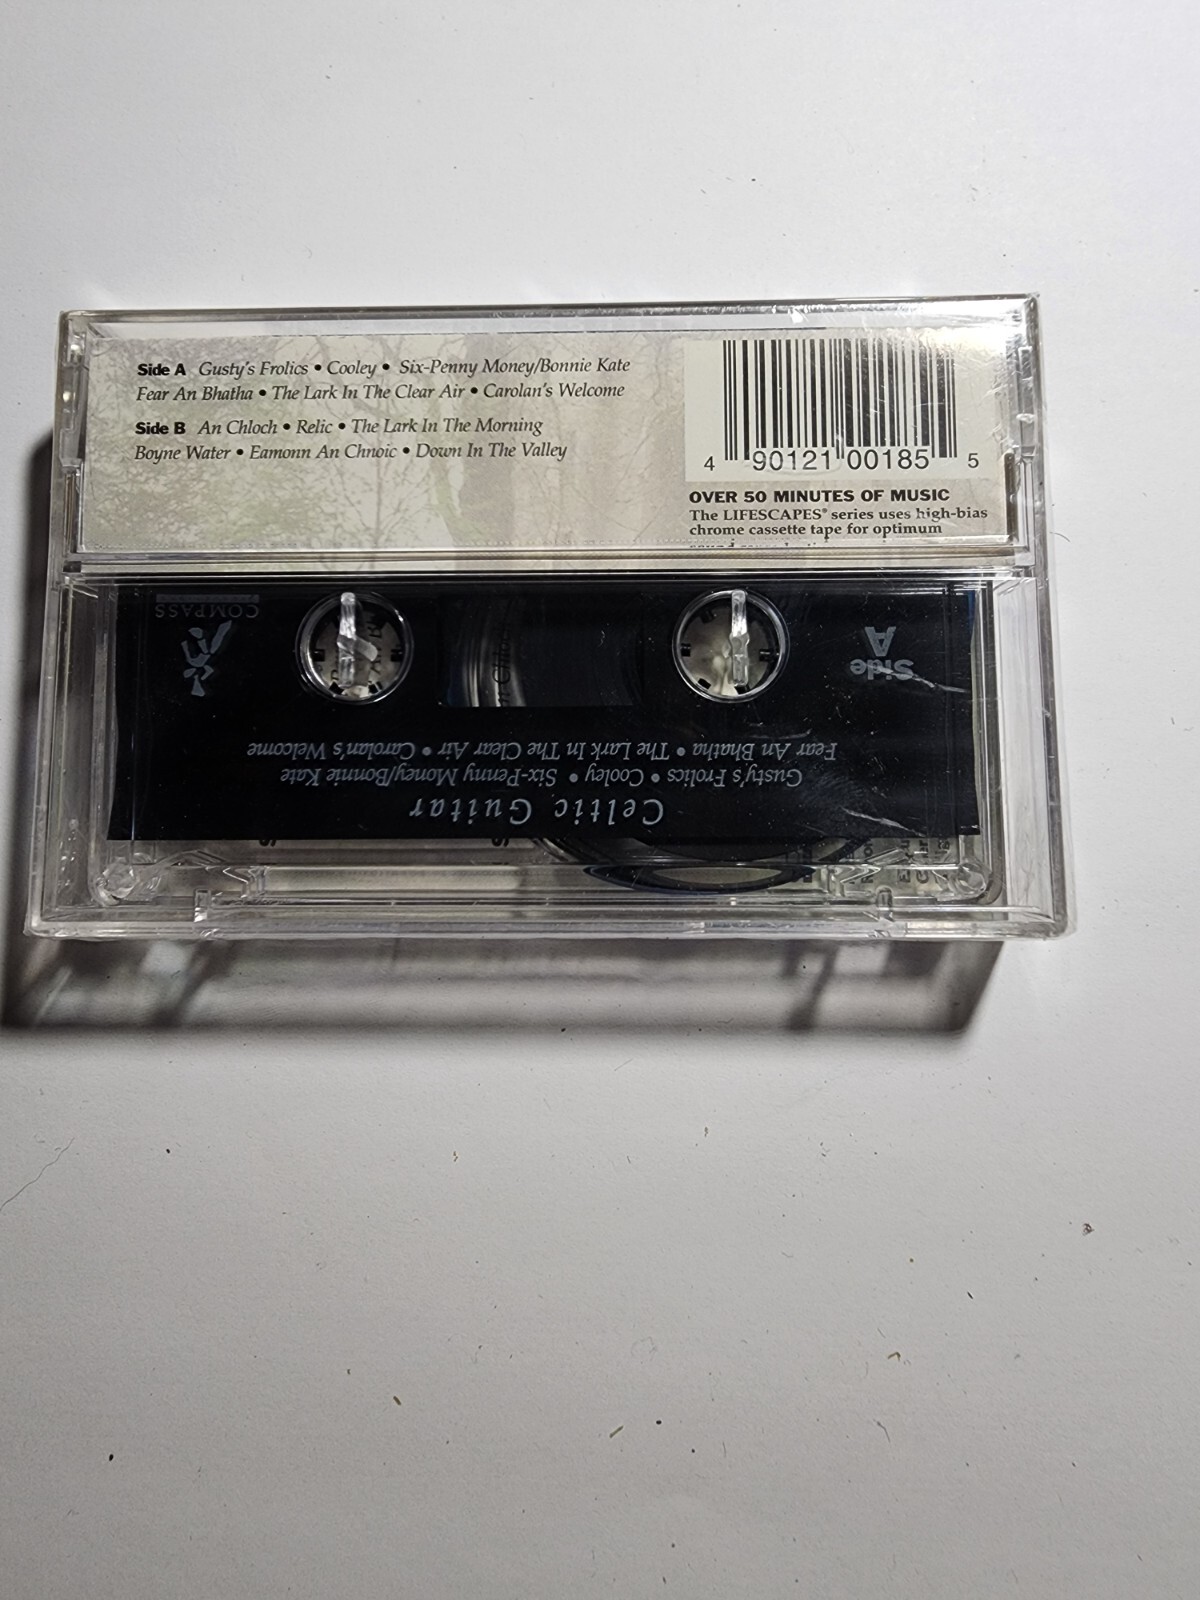 Side A Gusty's Frolics • Cooley • Six-Penny Money/Bonnie Kate
Fear An Bhatha • The Lark In The Clear Air • Carolan's Welcome
Side B An Chloch • Relic • The Lark In The Morning
Boyne Water • Eamonn An Chnoic • Down In The Valley
4 90121 00185 5
OVER 50 MINUTES OF MUSIC
The LIFESCAPES® series uses high-bias
chrome cassette tape for optimum
Celtic Guitar
Gusty's Frolics • Cooley • Six-Penny Money/Bonnie Kate
Fear An Bhatha • The Lark In The Clear Air • Carolan's Welcome
Side
A
COMPASS